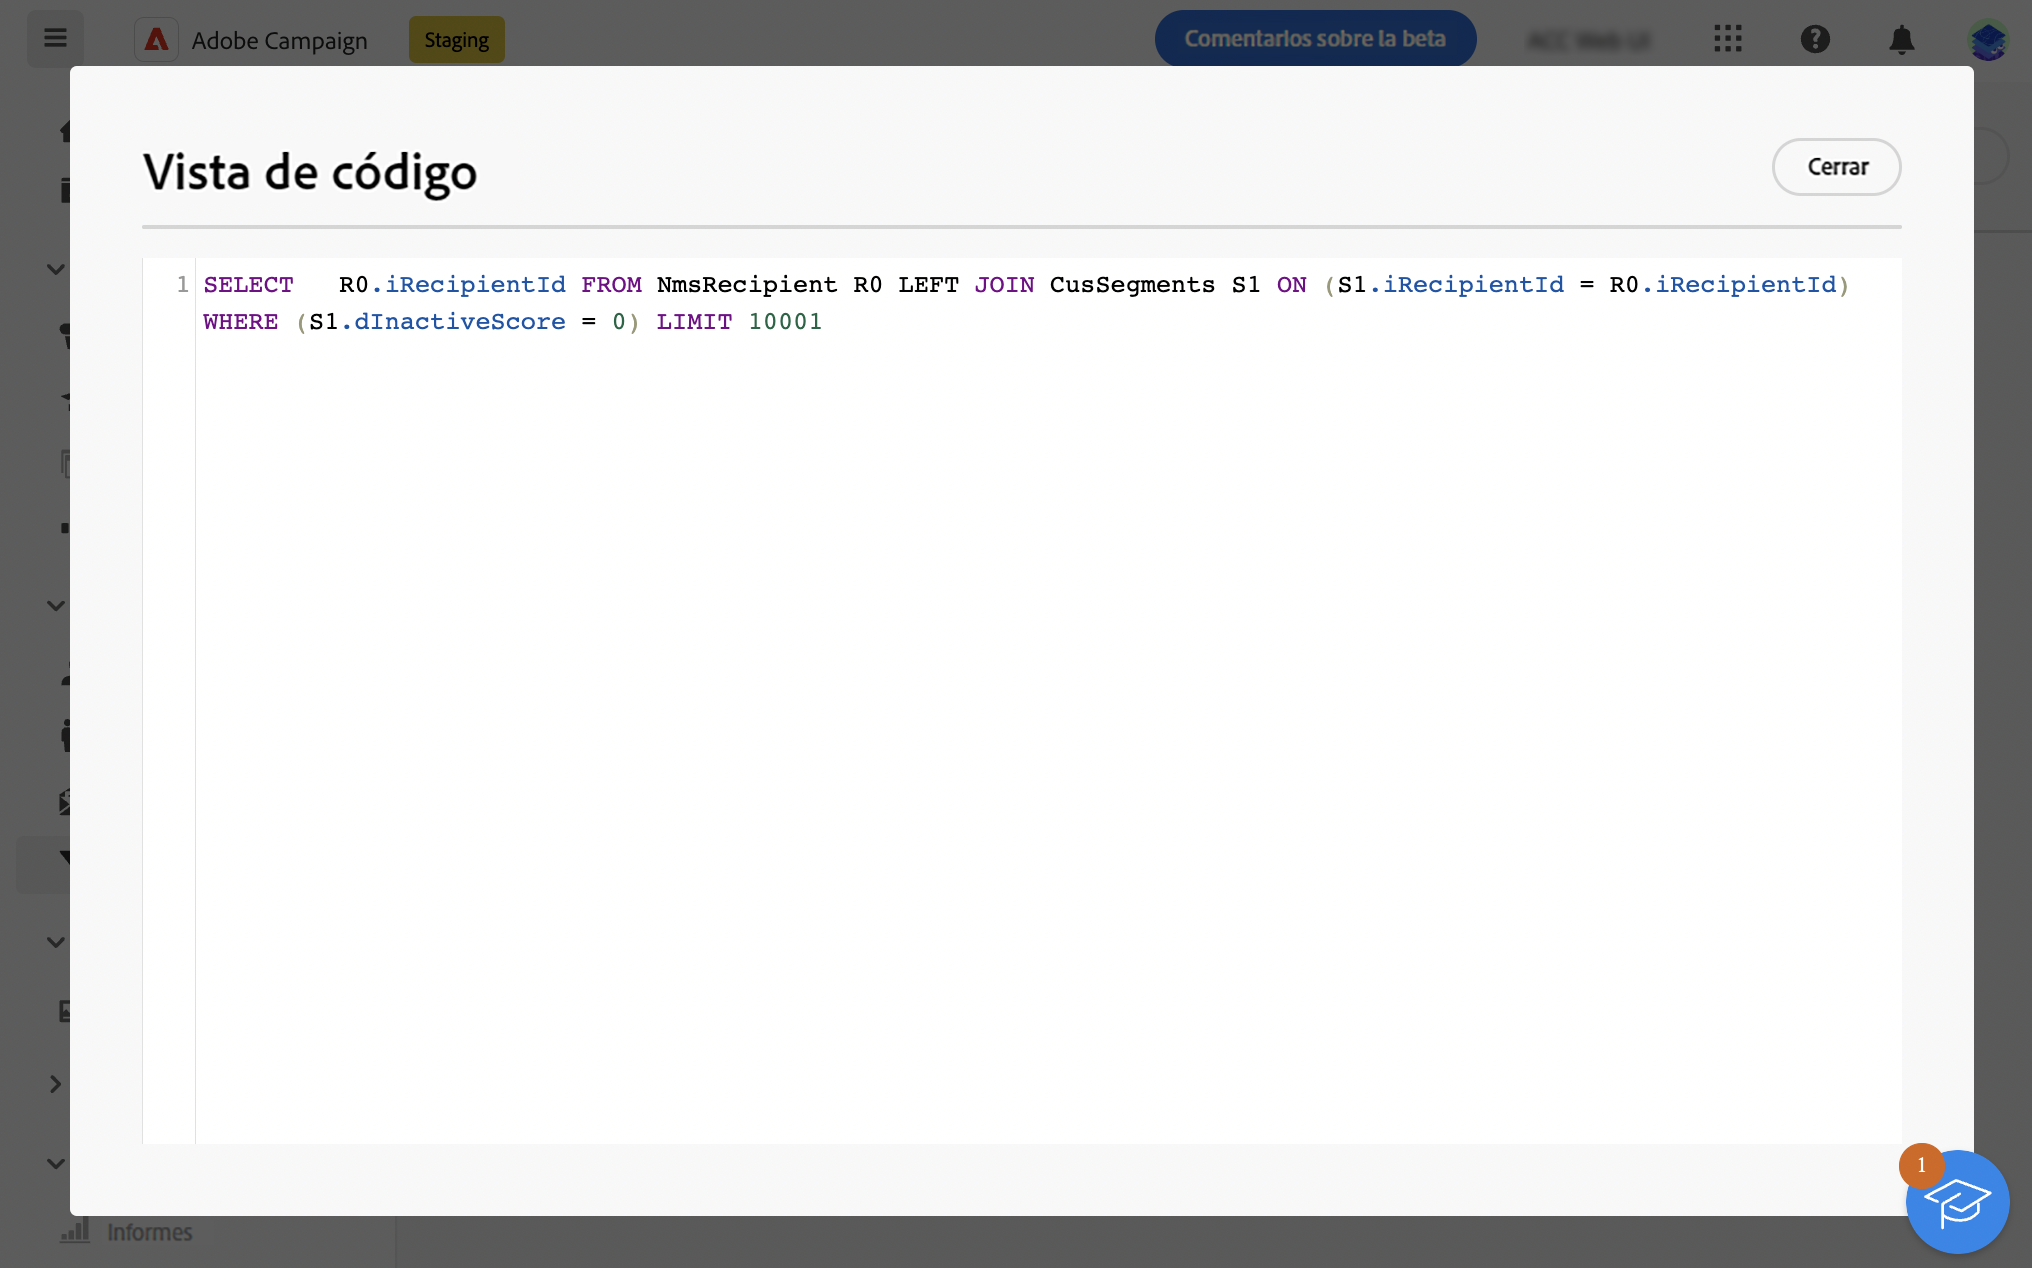 Adobe Campaign
Staging
Comentarios sobre la beta
Vista de código
Cerrar
1
SELECT   R0.iRecipientId FROM NmsRecipient R0 LEFT JOIN CusSegments S1 ON (S1.iRecipientId = R0.iRecipientId)
WHERE (S1.dInactiveScore = 0) LIMIT 10001
1
Informes